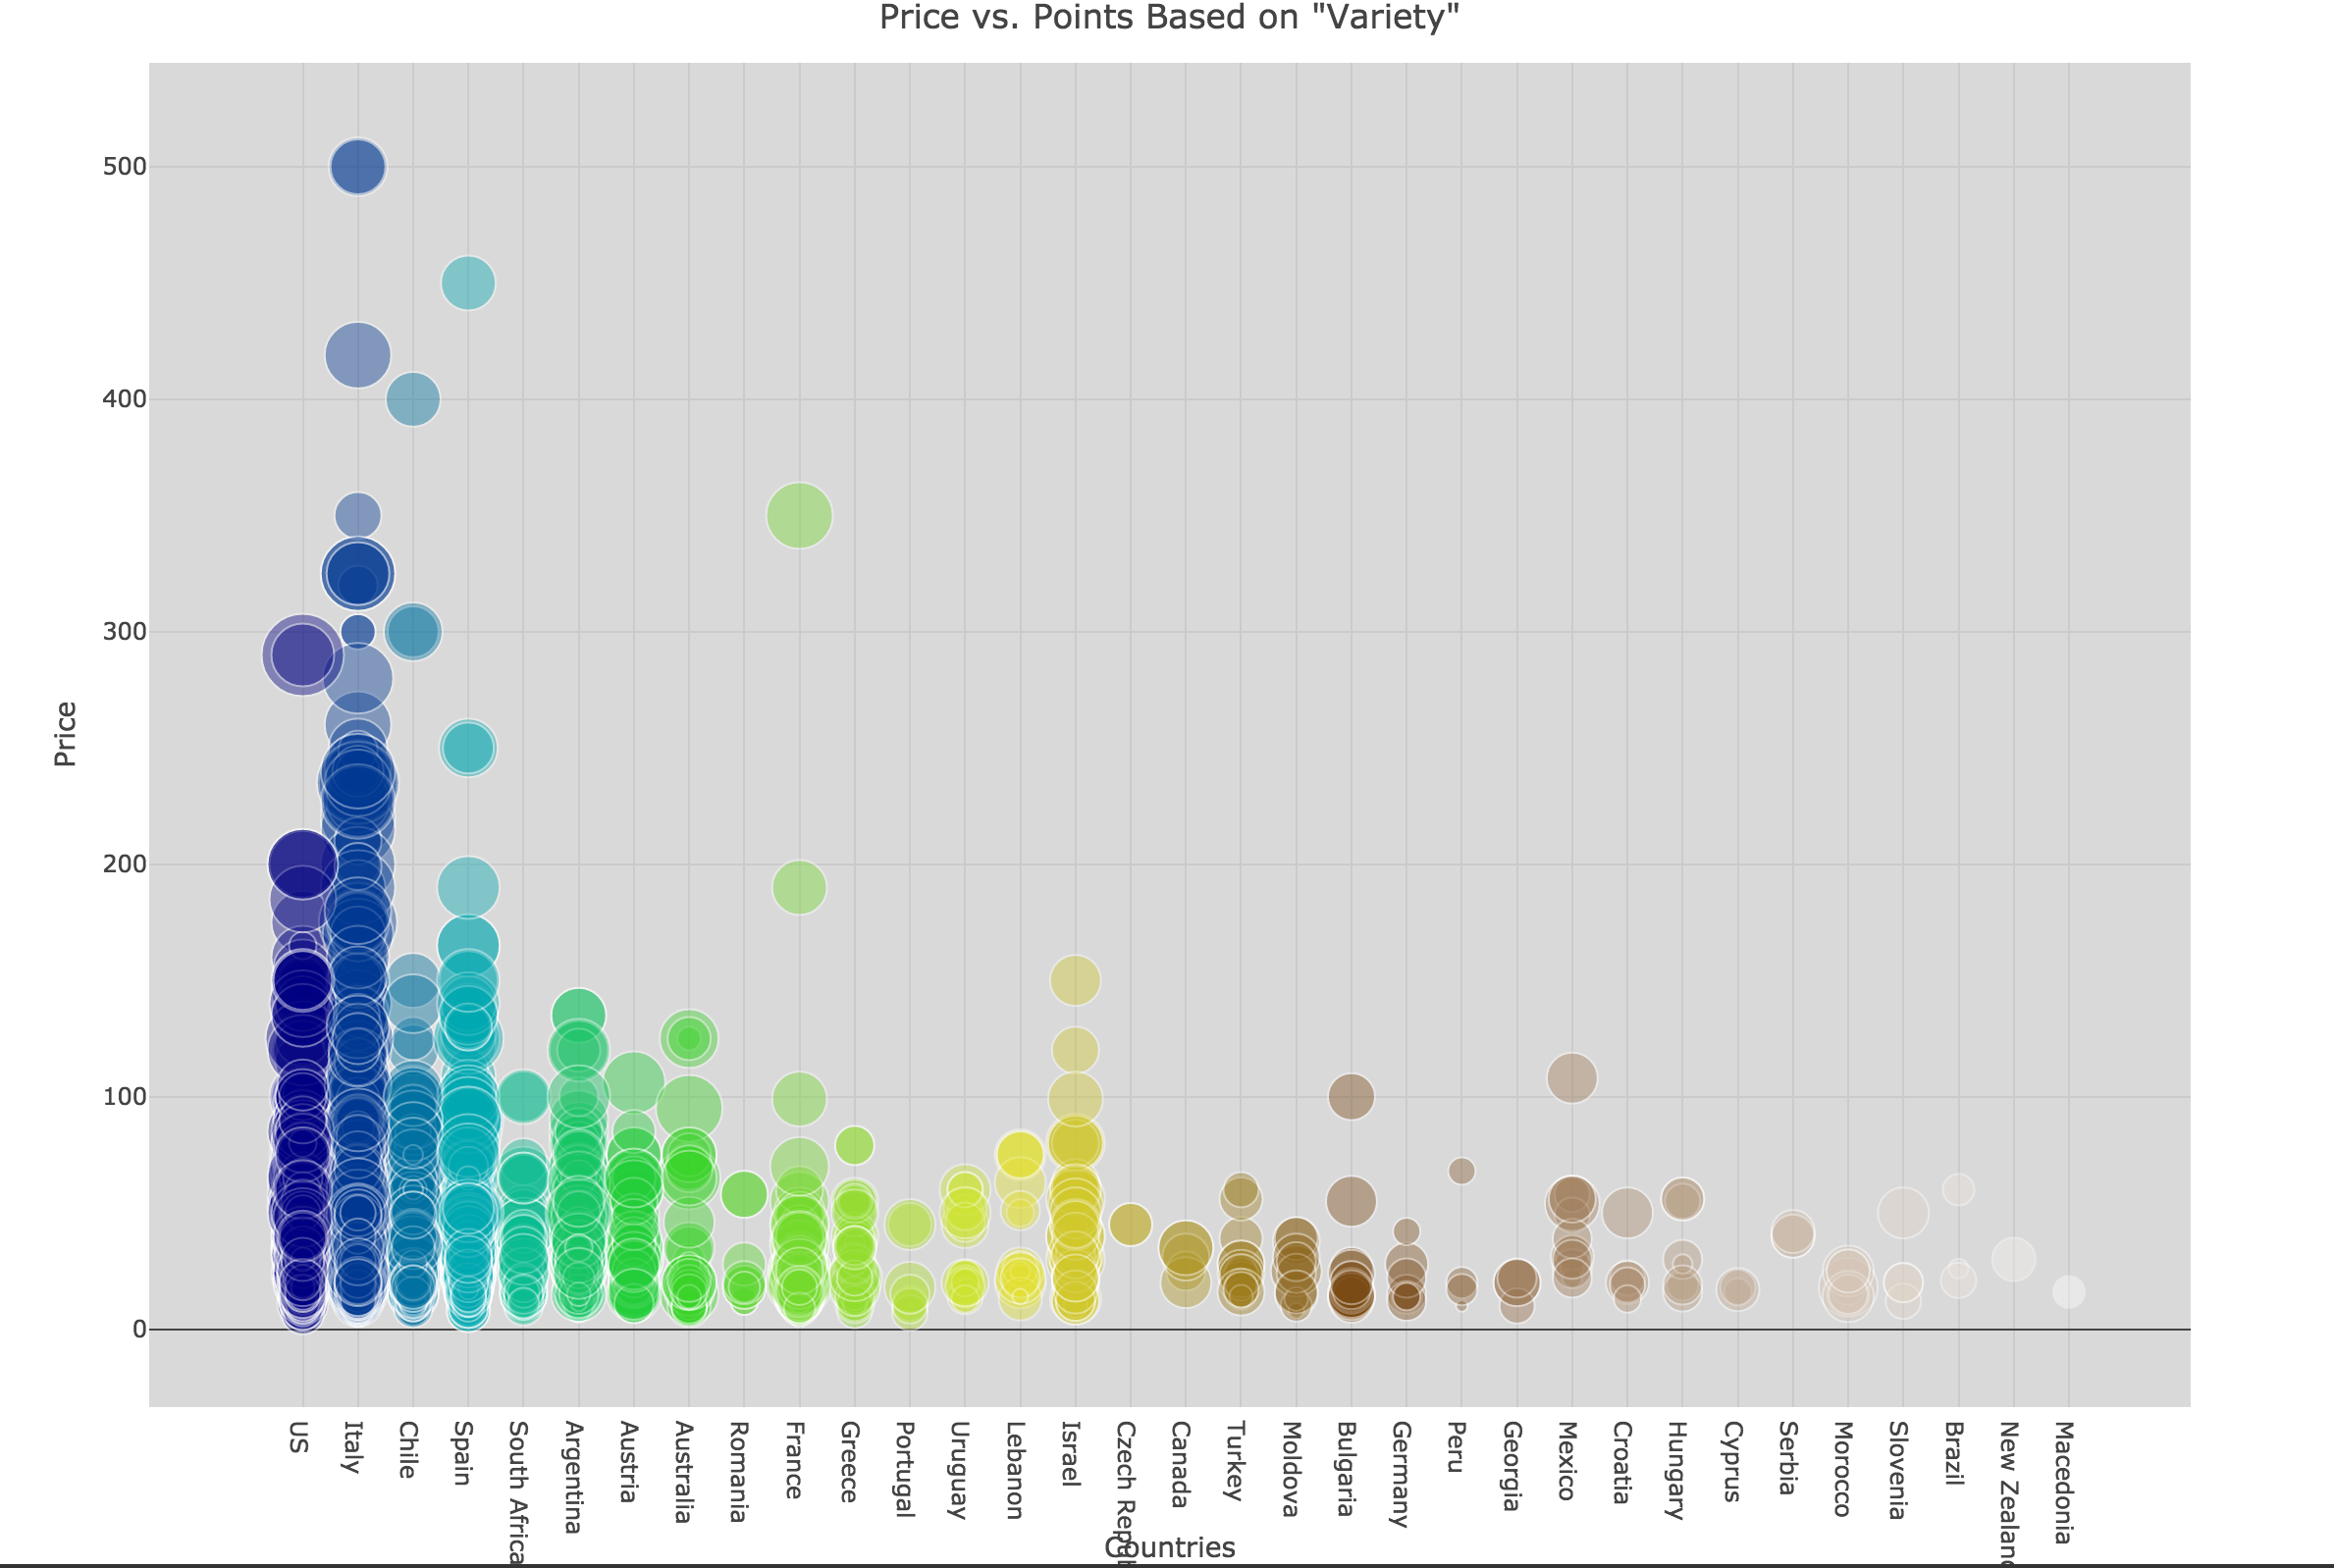 Price vs. Points Based on "Variety"
500
400
300
200
100
0
Price
US
Italy
Chile
Spain
South Africa
Argentina
Austria
Australia
Romania
France
Greece
Portugal
Uruguay
Lebanon
Israel
Czech Repub
Canada
Turkey
Moldova
Bulgaria
Germany
Peru
Georgia
Mexico
Croatia
Hungary
Cyprus
Serbia
Morocco
Slovenia
Brazil
New Zealand
Macedonia
Countries